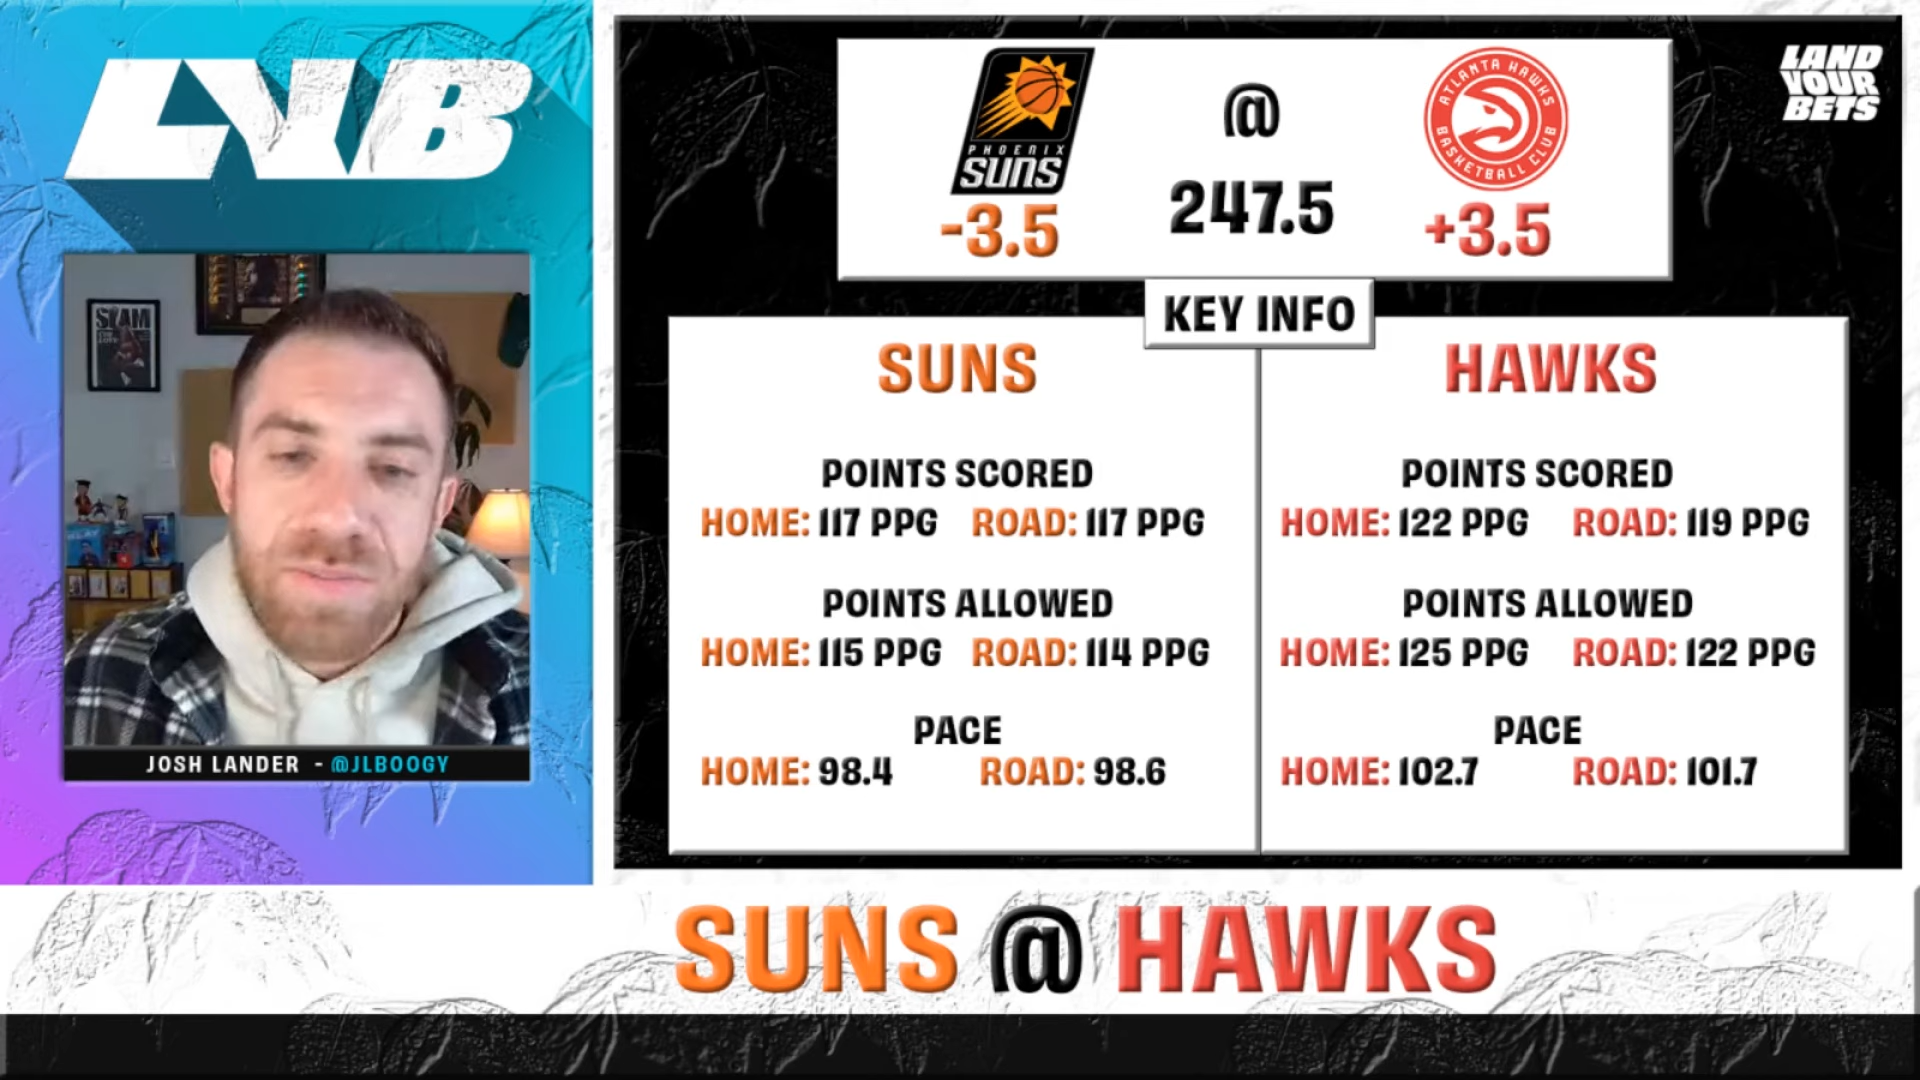 LYB
SLAM
JOSH LANDER - @JLBOOGY
PHOENIX
SUNS
-3.5
@
247.5
ATLANTA HAWKS
BASKETBALL CLUB
+3.5
LAND
YOUR
BETS
KEY INFO
SUNS
POINTS SCORED
HOME: 117 PPG ROAD: 117 PPG
POINTS ALLOWED
HOME: 115 PPG ROAD: 114 PPG
PACE
HOME: 98.4 ROAD: 98.6
HAWKS
POINTS SCORED
HOME: 122 PPG ROAD: 119 PPG
POINTS ALLOWED
HOME: 125 PPG ROAD: 122 PPG
PACE
HOME: 102.7 ROAD: 101.7
SUNS @ HAWKS